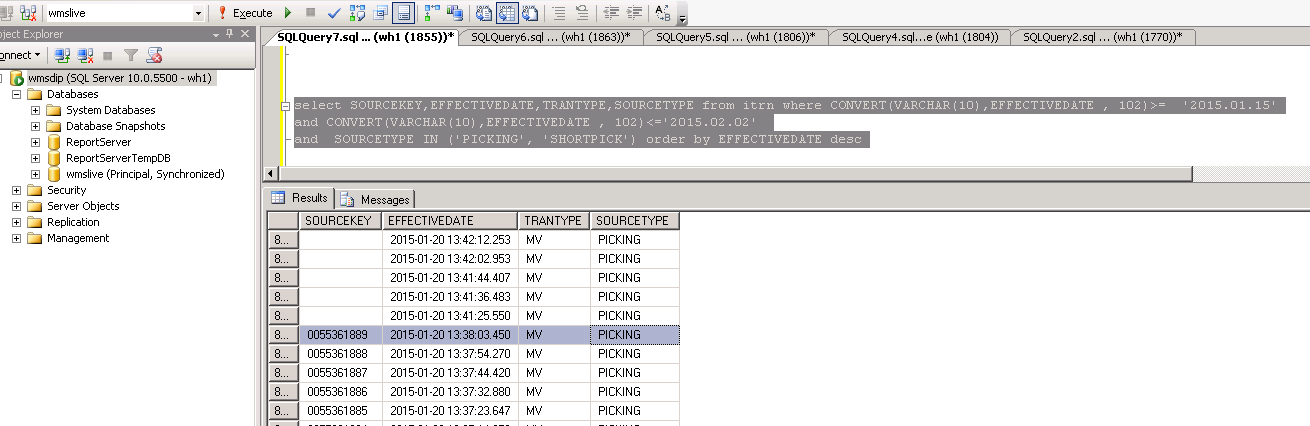 wmslive
Execute
SQLQuery7.sql ... (wh1 (1855))*
SQLQuery6.sql ... (wh1 (1863))*
SQLQuery5.sql ... (wh1 (1806))*
SQLQuery4.sql...e (wh1 (1804))
SQLQuery2.sql ... (wh1 (1770))*
oject Explorer
onnect
wmsdip (SQL Server 10.0.5500 - wh1)
Databases
System Databases
Database Snapshots
ReportServer
ReportServerTempDB
wmslive (Principal, Synchronized)
Security
Server Objects
Replication
Management
select SOURCEKEY,EFFECTIVEDATE,TRANTYPE,SOURCETYPE from itrn where CONVERT(VARCHAR(10),EFFECTIVEDATE , 102)>=  '2015.01.15'
and CONVERT(VARCHAR(10),EFFECTIVEDATE , 102)<='2015.02.02'
and  SOURCETYPE IN ('PICKING', 'SHORTPICK') order by EFFECTIVEDATE desc
Results
Messages
SOURCEKEY EFFECTIVEDATE TRANTYPE SOURCETYPE
8... 2015-01-20 13:42:12.253 MV PICKING
8... 2015-01-20 13:42:02.953 MV PICKING
8... 2015-01-20 13:41:44.407 MV PICKING
8... 2015-01-20 13:41:36.483 MV PICKING
8... 2015-01-20 13:41:25.550 MV PICKING
8... 0055361889 2015-01-20 13:38:03.450 MV PICKING
8... 0055361888 2015-01-20 13:37:54.270 MV PICKING
8... 0055361887 2015-01-20 13:37:44.420 MV PICKING
8... 0055361886 2015-01-20 13:37:32.880 MV PICKING
8... 0055361885 2015-01-20 13:37:23.647 MV PICKING